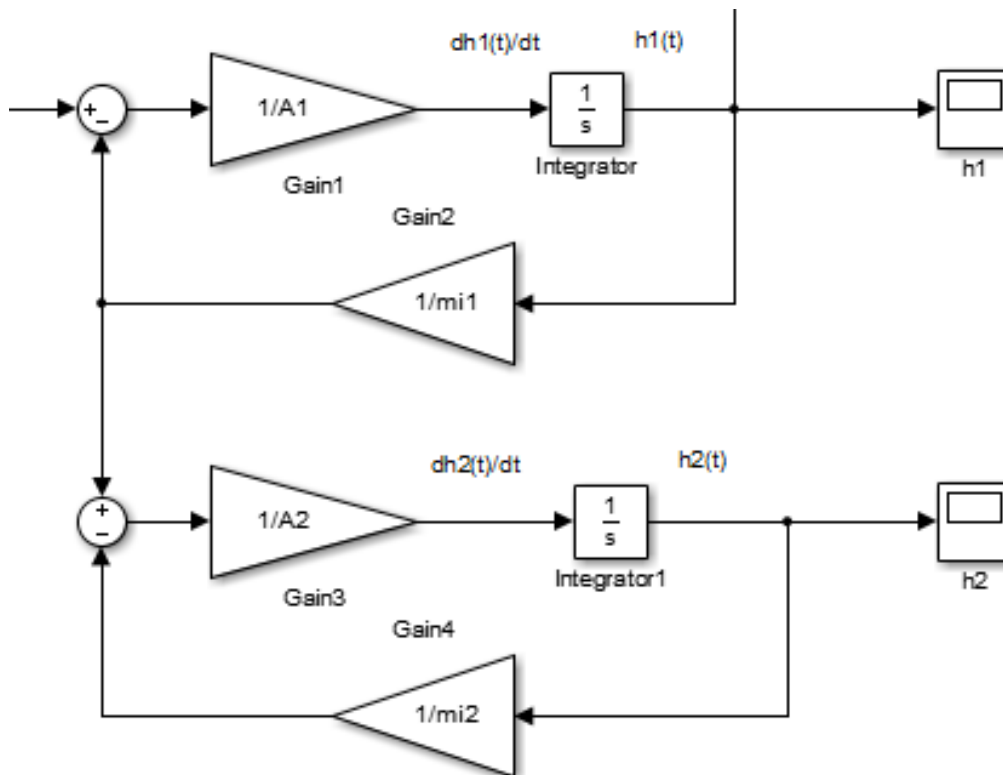 dh1(t)/dt
h1(t)
+
−
1/A1
1
s
Integrator
h1
Gain1
Gain2
1/mi1
dh2(t)/dt
h2(t)
+
−
1/A2
1
s
Integrator1
h2
Gain3
Gain4
1/mi2